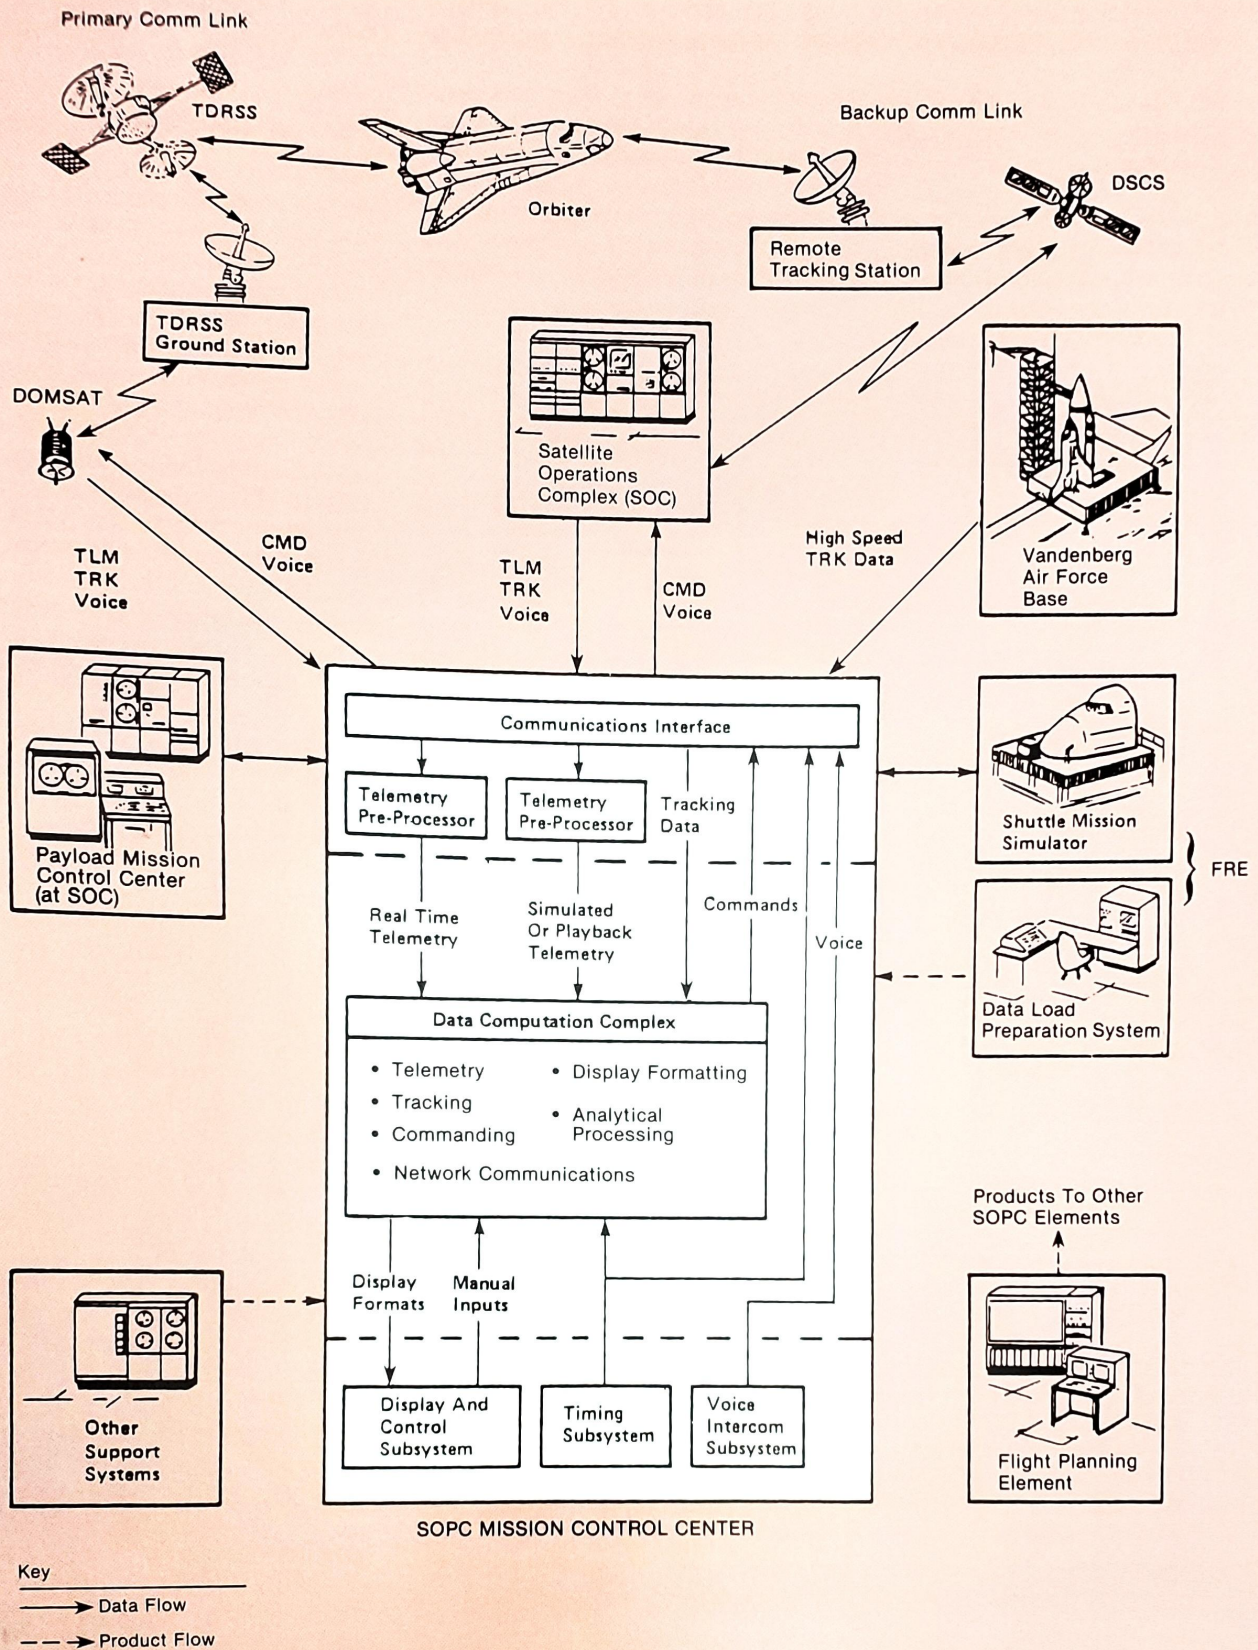 Primary Comm Link
TDRSS
Backup Comm Link
DSCS
Orbiter
Remote
Tracking Station
TDRSS
Ground Station
DOMSAT
Satellite
Operations
Complex (SOC)
Vandenberg
Air Force
Base
TLM
TRK
Voice
CMD
Voice
TLM
TRK
Voice
CMD
Voice
High Speed
TRK Data
Payload Mission
Control Center
(at SOC)
Communications Interface
Telemetry
Pre-Processor
Telemetry
Pre-Processor
Tracking
Data
Shuttle Mission
Simulator
FRE
Real Time
Telemetry
Simulated
Or Playback
Telemetry
Commands
Voice
Data Load
Preparation System
Data Computation Complex
• Telemetry
• Tracking
• Commanding
• Network Communications
• Display Formatting
• Analytical
Processing
Products To Other
SOPC Elements
Display
Formats
Manual
Inputs
Other
Support
Systems
Display And
Control
Subsystem
Timing
Subsystem
Voice
Intercom
Subsystem
Flight Planning
Element
SOPC MISSION CONTROL CENTER
Key
Data Flow
Product Flow